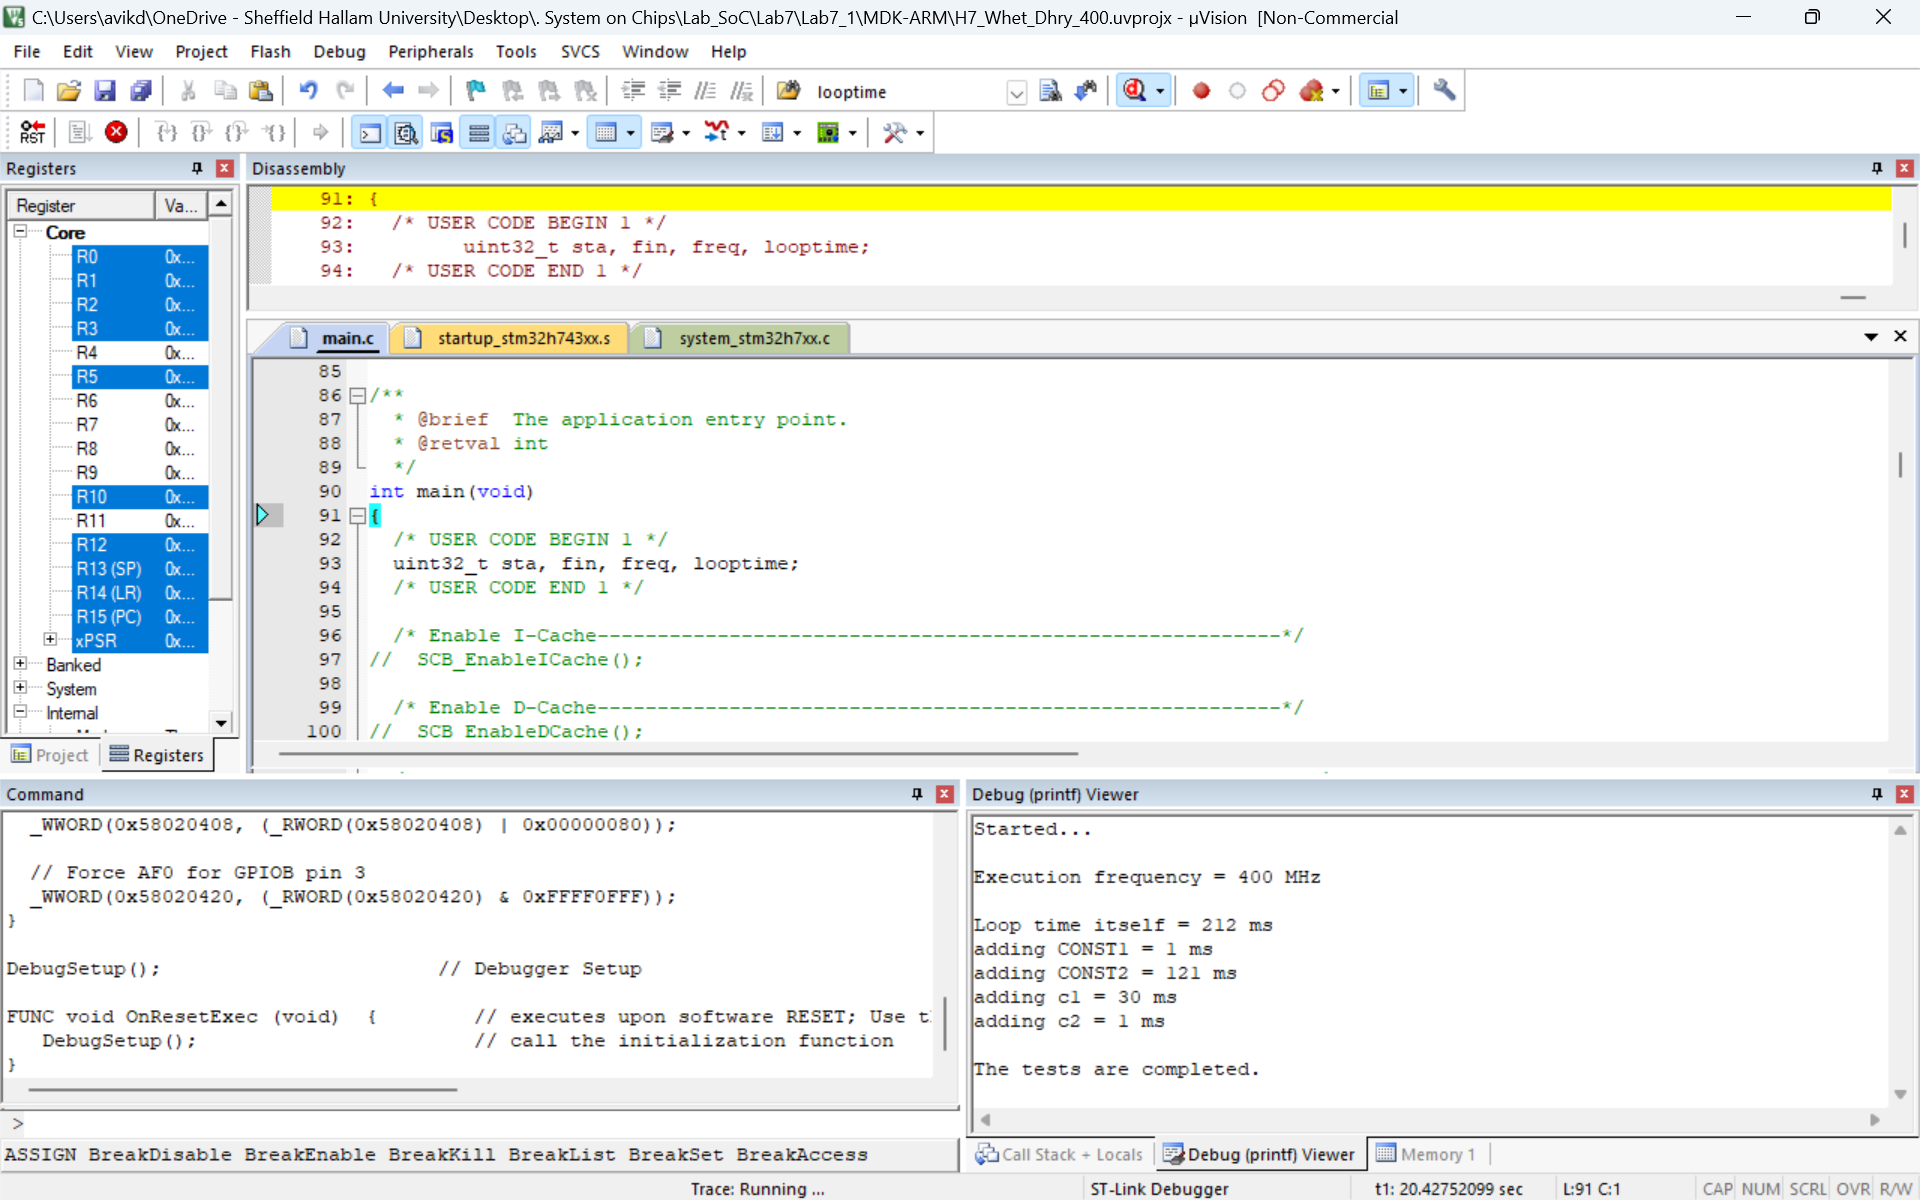 C:\Users\avikd\OneDrive - Sheffield Hallam University\Desktop\. System on Chips\Lab_SoC\Lab7\Lab7_1\MDK-ARM\H7_Whet_Dhry_400.uvprojx - µVision  [Non-Commercial
File Edit View Project Flash Debug Peripherals Tools SVCS Window Help
looptime
RST
Registers
Register Va...
Core
R0 0x...
R1 0x...
R2 0x...
R3 0x...
R4 0x...
R5 0x...
R6 0x...
R7 0x...
R8 0x...
R9 0x...
R10 0x...
R11 0x...
R12 0x...
R13 (SP) 0x...
R14 (LR) 0x...
R15 (PC) 0x...
xPSR 0x...
Banked
System
Internal
Project Registers
Disassembly
91: {
92:   /* USER CODE BEGIN 1 */
93:         uint32_t sta, fin, freq, looptime;
94:   /* USER CODE END 1 */
main.c startup_stm32h743xx.s system_stm32h7xx.c
85
86 /**
87   * @brief  The application entry point.
88   * @retval int
89   */
90 int main(void)
91 {
92   /* USER CODE BEGIN 1 */
93   uint32_t sta, fin, freq, looptime;
94   /* USER CODE END 1 */
95
96   /* Enable I-Cache---------------------------------------------------------*/
97 //  SCB_EnableICache();
98
99   /* Enable D-Cache---------------------------------------------------------*/
100 //  SCB_EnableDCache();
Command
_WWORD(0x58020408, (_RWORD(0x58020408) | 0x00000080));
// Force AF0 for GPIOB pin 3
_WWORD(0x58020420, (_RWORD(0x58020420) & 0xFFFF0FFF));
}
DebugSetup();                       // Debugger Setup
FUNC void OnResetExec (void)  {        // executes upon software RESET; Use t
DebugSetup();                       // call the initialization function
}
>
ASSIGN BreakDisable BreakEnable BreakKill BreakList BreakSet BreakAccess
Debug (printf) Viewer
Started...
Execution frequency = 400 MHz
Loop time itself = 212 ms
adding CONST1 = 1 ms
adding CONST2 = 121 ms
adding c1 = 30 ms
adding c2 = 1 ms
The tests are completed.
Call Stack + Locals Debug (printf) Viewer Memory 1
Trace: Running ... ST-Link Debugger t1: 20.42752099 sec L:91 C:1 CAP NUM SCRL OVR R/W